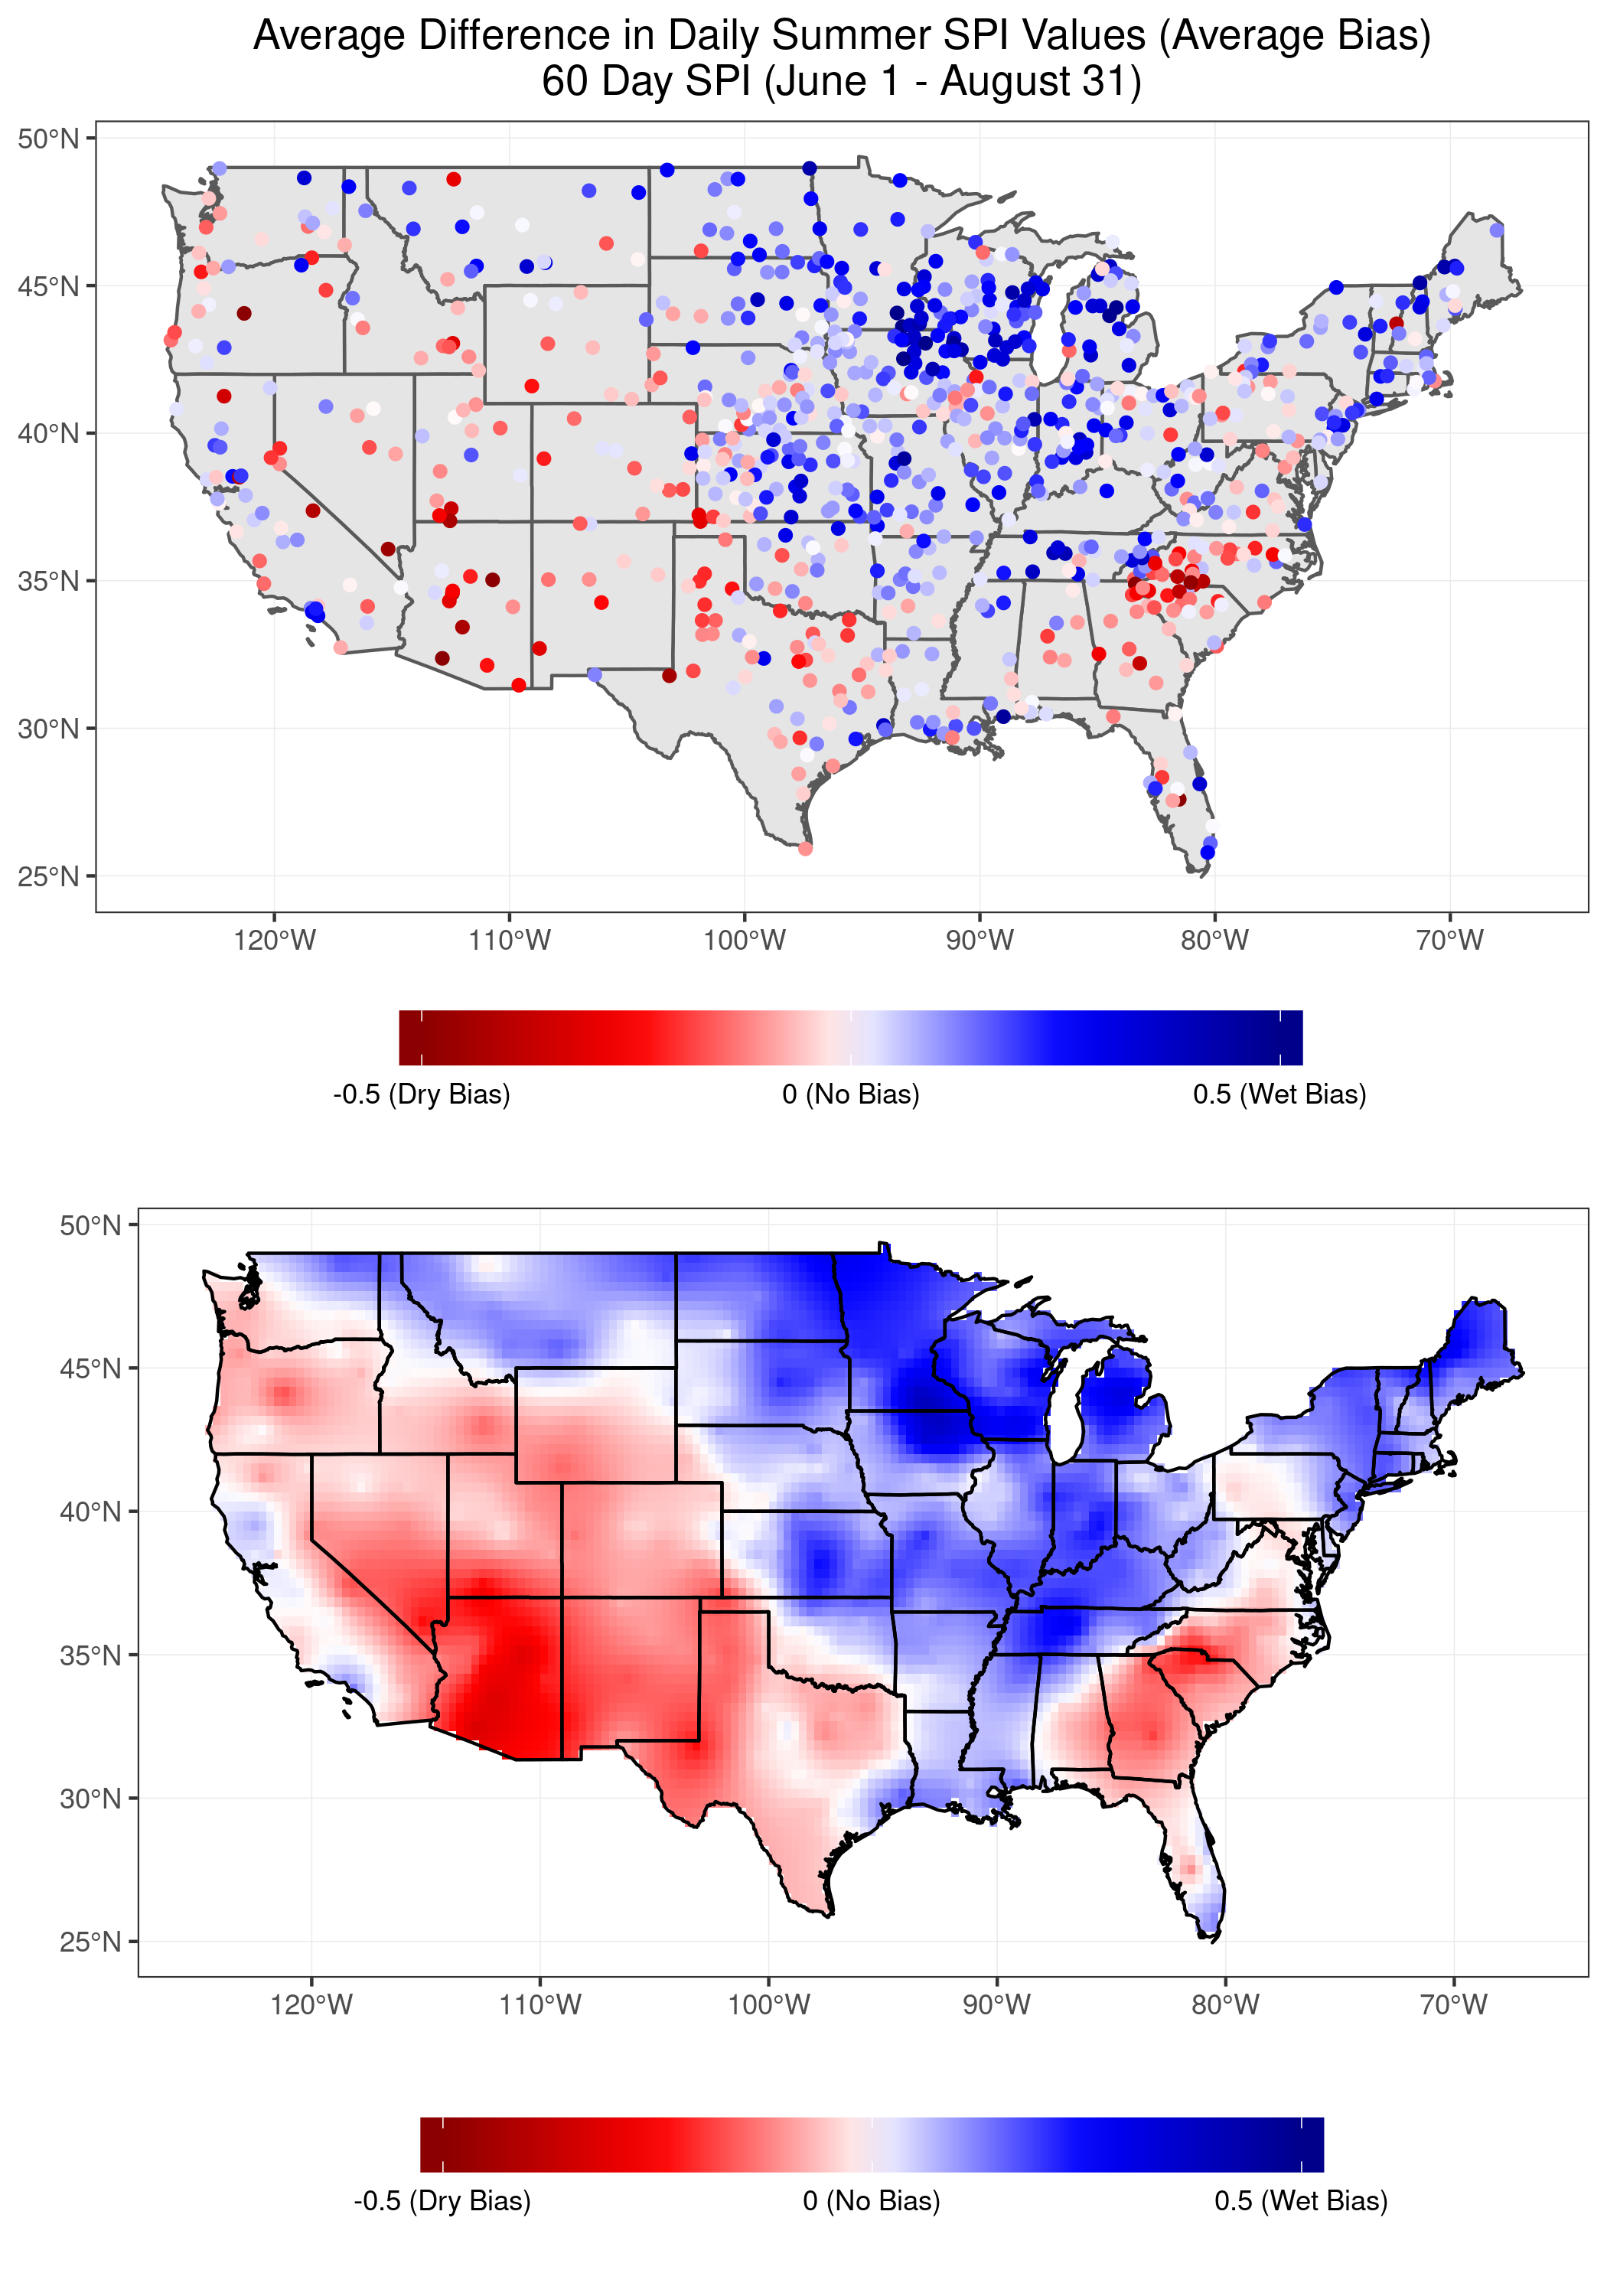 Average Difference in Daily Summer SPI Values (Average Bias)
60 Day SPI (June 1 - August 31)
50°N
45°N
40°N
35°N
30°N
25°N
120°W 110°W 100°W 90°W 80°W 70°W
-0.5 (Dry Bias) 0 (No Bias) 0.5 (Wet Bias)
50°N
45°N
40°N
35°N
30°N
25°N
120°W 110°W 100°W 90°W 80°W 70°W
-0.5 (Dry Bias) 0 (No Bias) 0.5 (Wet Bias)